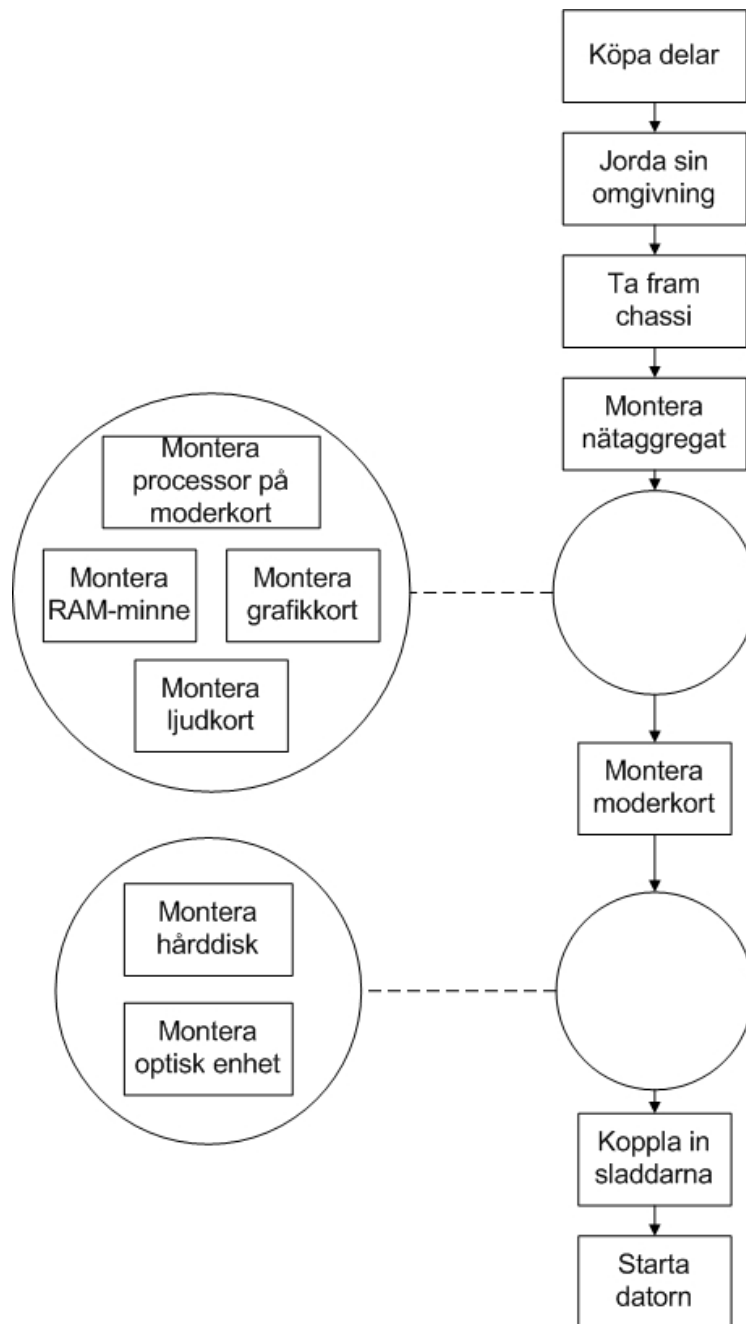 Köpa delar
Jorda sin
omgivning
Ta fram
chassi
Montera
nätaggregat
Montera
processor på
moderkort
Montera
RAM-minne
Montera
grafikkort
Montera
ljudkort
Montera
moderkort
Montera
hårddisk
Montera
optisk enhet
Koppla in
sladdarna
Starta
datorn